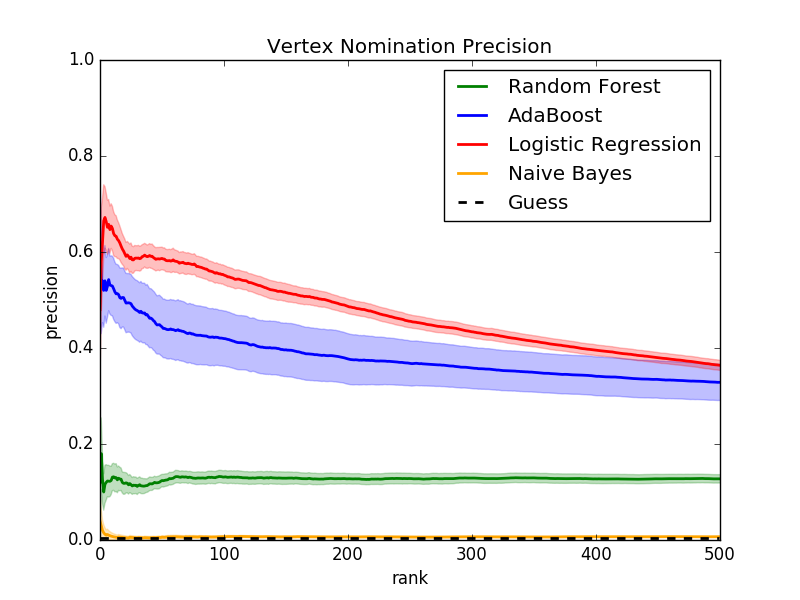 Vertex Nomination Precision
1.0
0.8
0.6
0.4
0.2
0.0
precision
Random Forest
AdaBoost
Logistic Regression
Naive Bayes
Guess
0 100 200 300 400 500
rank